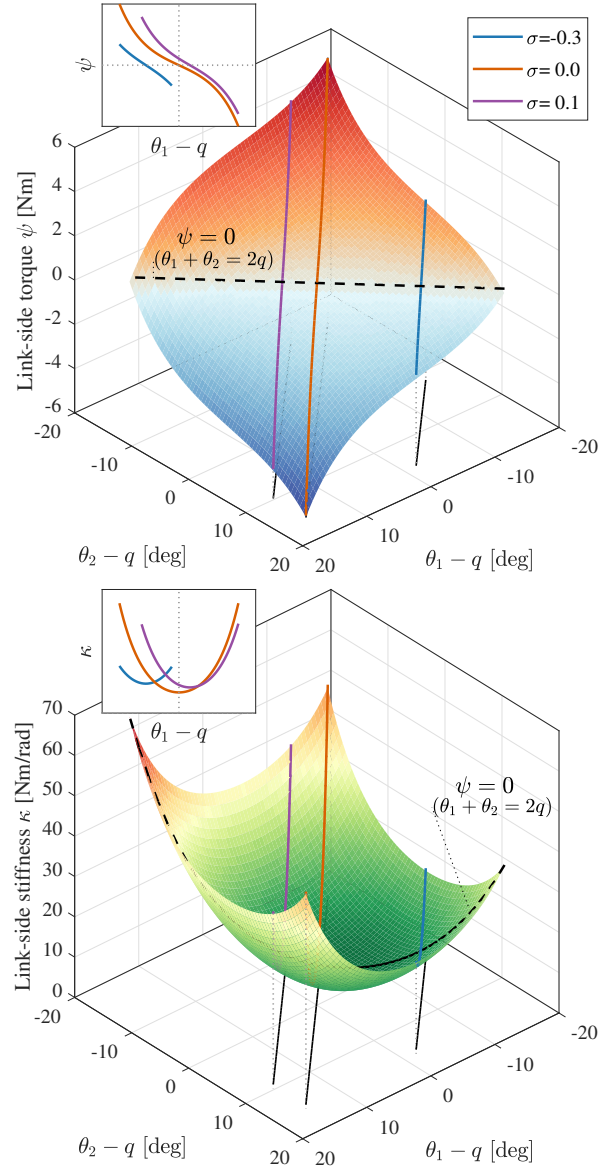 ψ
θ₁ − q
σ=-0.3
σ= 0.0
σ= 0.1
6
4
2
0
-2
-4
-6
Link-side torque ψ [Nm]
ψ = 0
(θ₁ + θ₂ = 2q)
-20
-10
0
10
20
θ₂ − q [deg]
20
10
0
-10
-20
θ₁ − q [deg]
κ
θ₁ − q
70
60
50
40
30
20
10
0
Link-side stiffness κ [Nm/rad]
ψ = 0
(θ₁ + θ₂ = 2q)
-20
-10
0
10
20
θ₂ − q [deg]
20
10
0
-10
-20
θ₁ − q [deg]